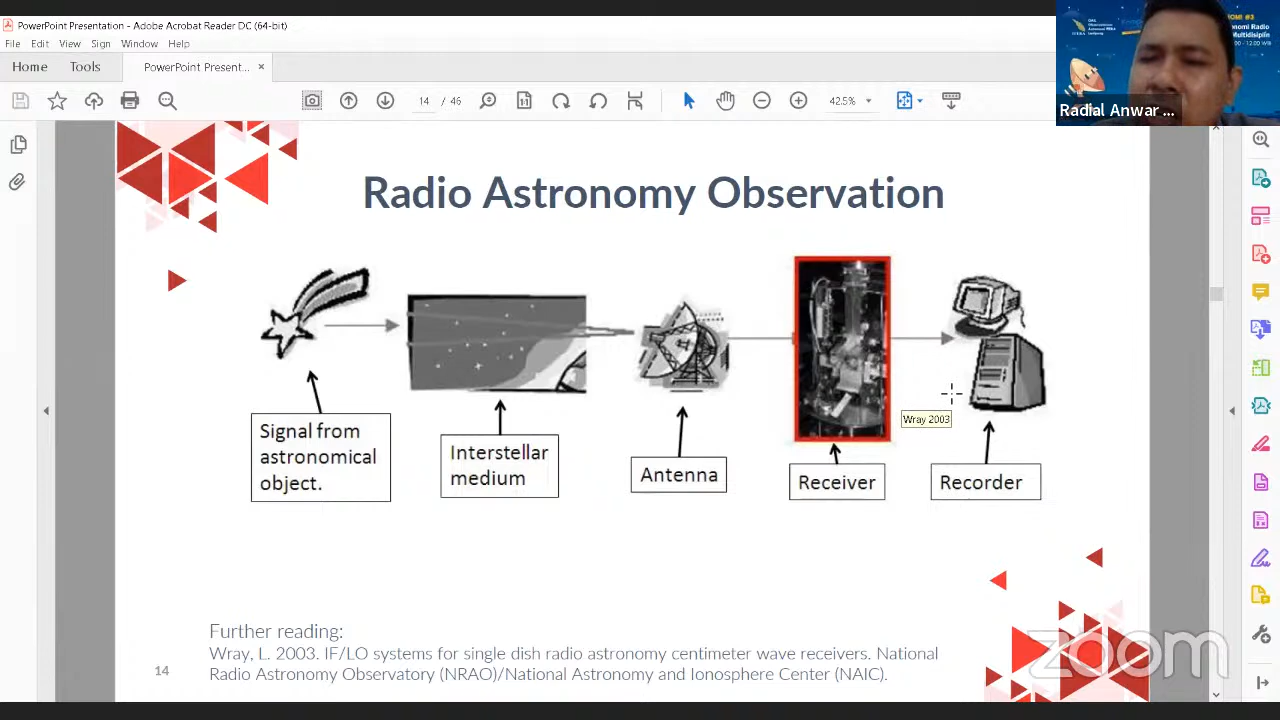 PowerPoint Presentation - Adobe Acrobat Reader DC (64-bit)
File Edit View Sign Window Help
Home Tools PowerPoint Present... ×
14 / 46 42.5%
Radial Anwar ...
Radio Astronomy Observation
Signal from
astronomical
object.
Interstellar
medium
Antenna
Receiver
Recorder
Wray 2003
Further reading:
Wray, L. 2003. IF/LO systems for single dish radio astronomy centimeter wave receivers. National
Radio Astronomy Observatory (NRAO)/National Astronomy and Ionosphere Center (NAIC).
14
zoom